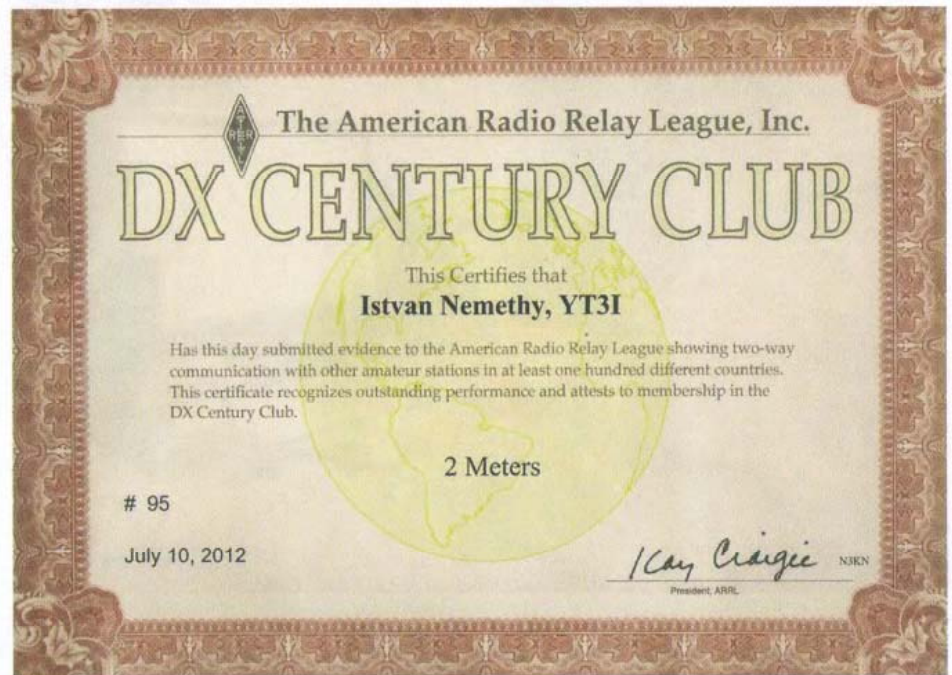 The American Radio Relay League, Inc.
A
R R
L
DX CENTURY CLUB
This Certifies that
Istvan Nemethy, YT3I
Has this day submitted evidence to the American Radio Relay League showing two-way
communication with other amateur stations in at least one hundred different countries.
This certificate recognizes outstanding performance and attests to membership in the
DX Century Club.
2 Meters
# 95
July 10, 2012
Kay Craigie N3KN
President, ARRL